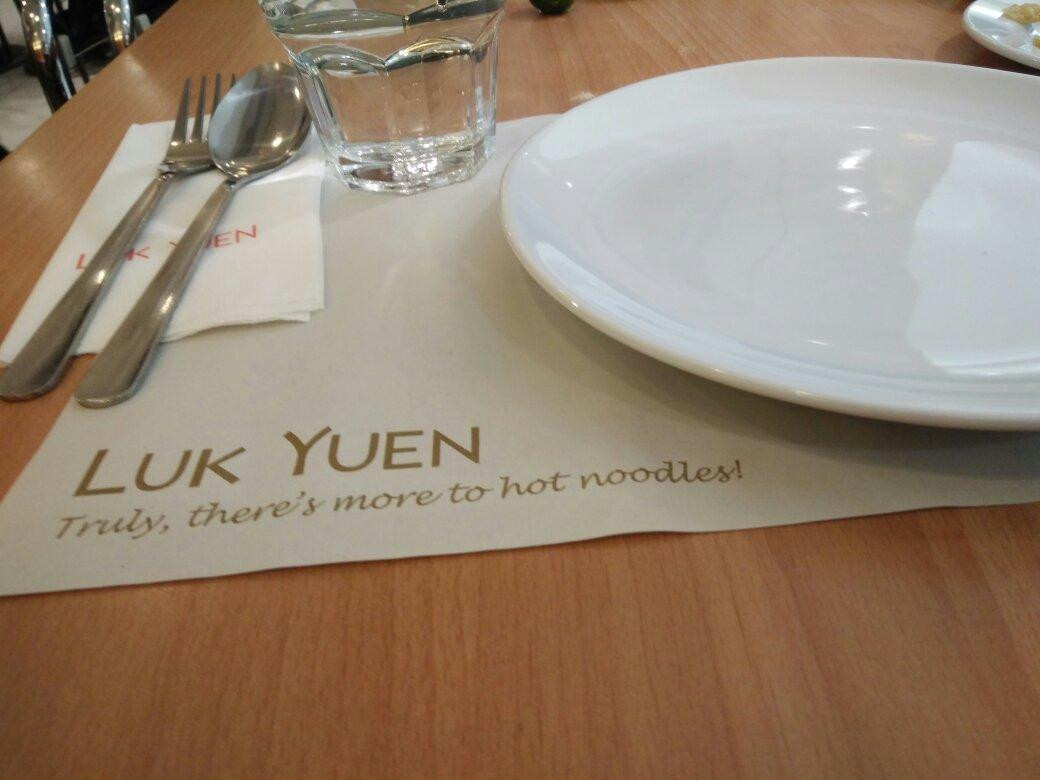 LUK YUEN
LUK YUEN
Truly, there's more to hot noodles!